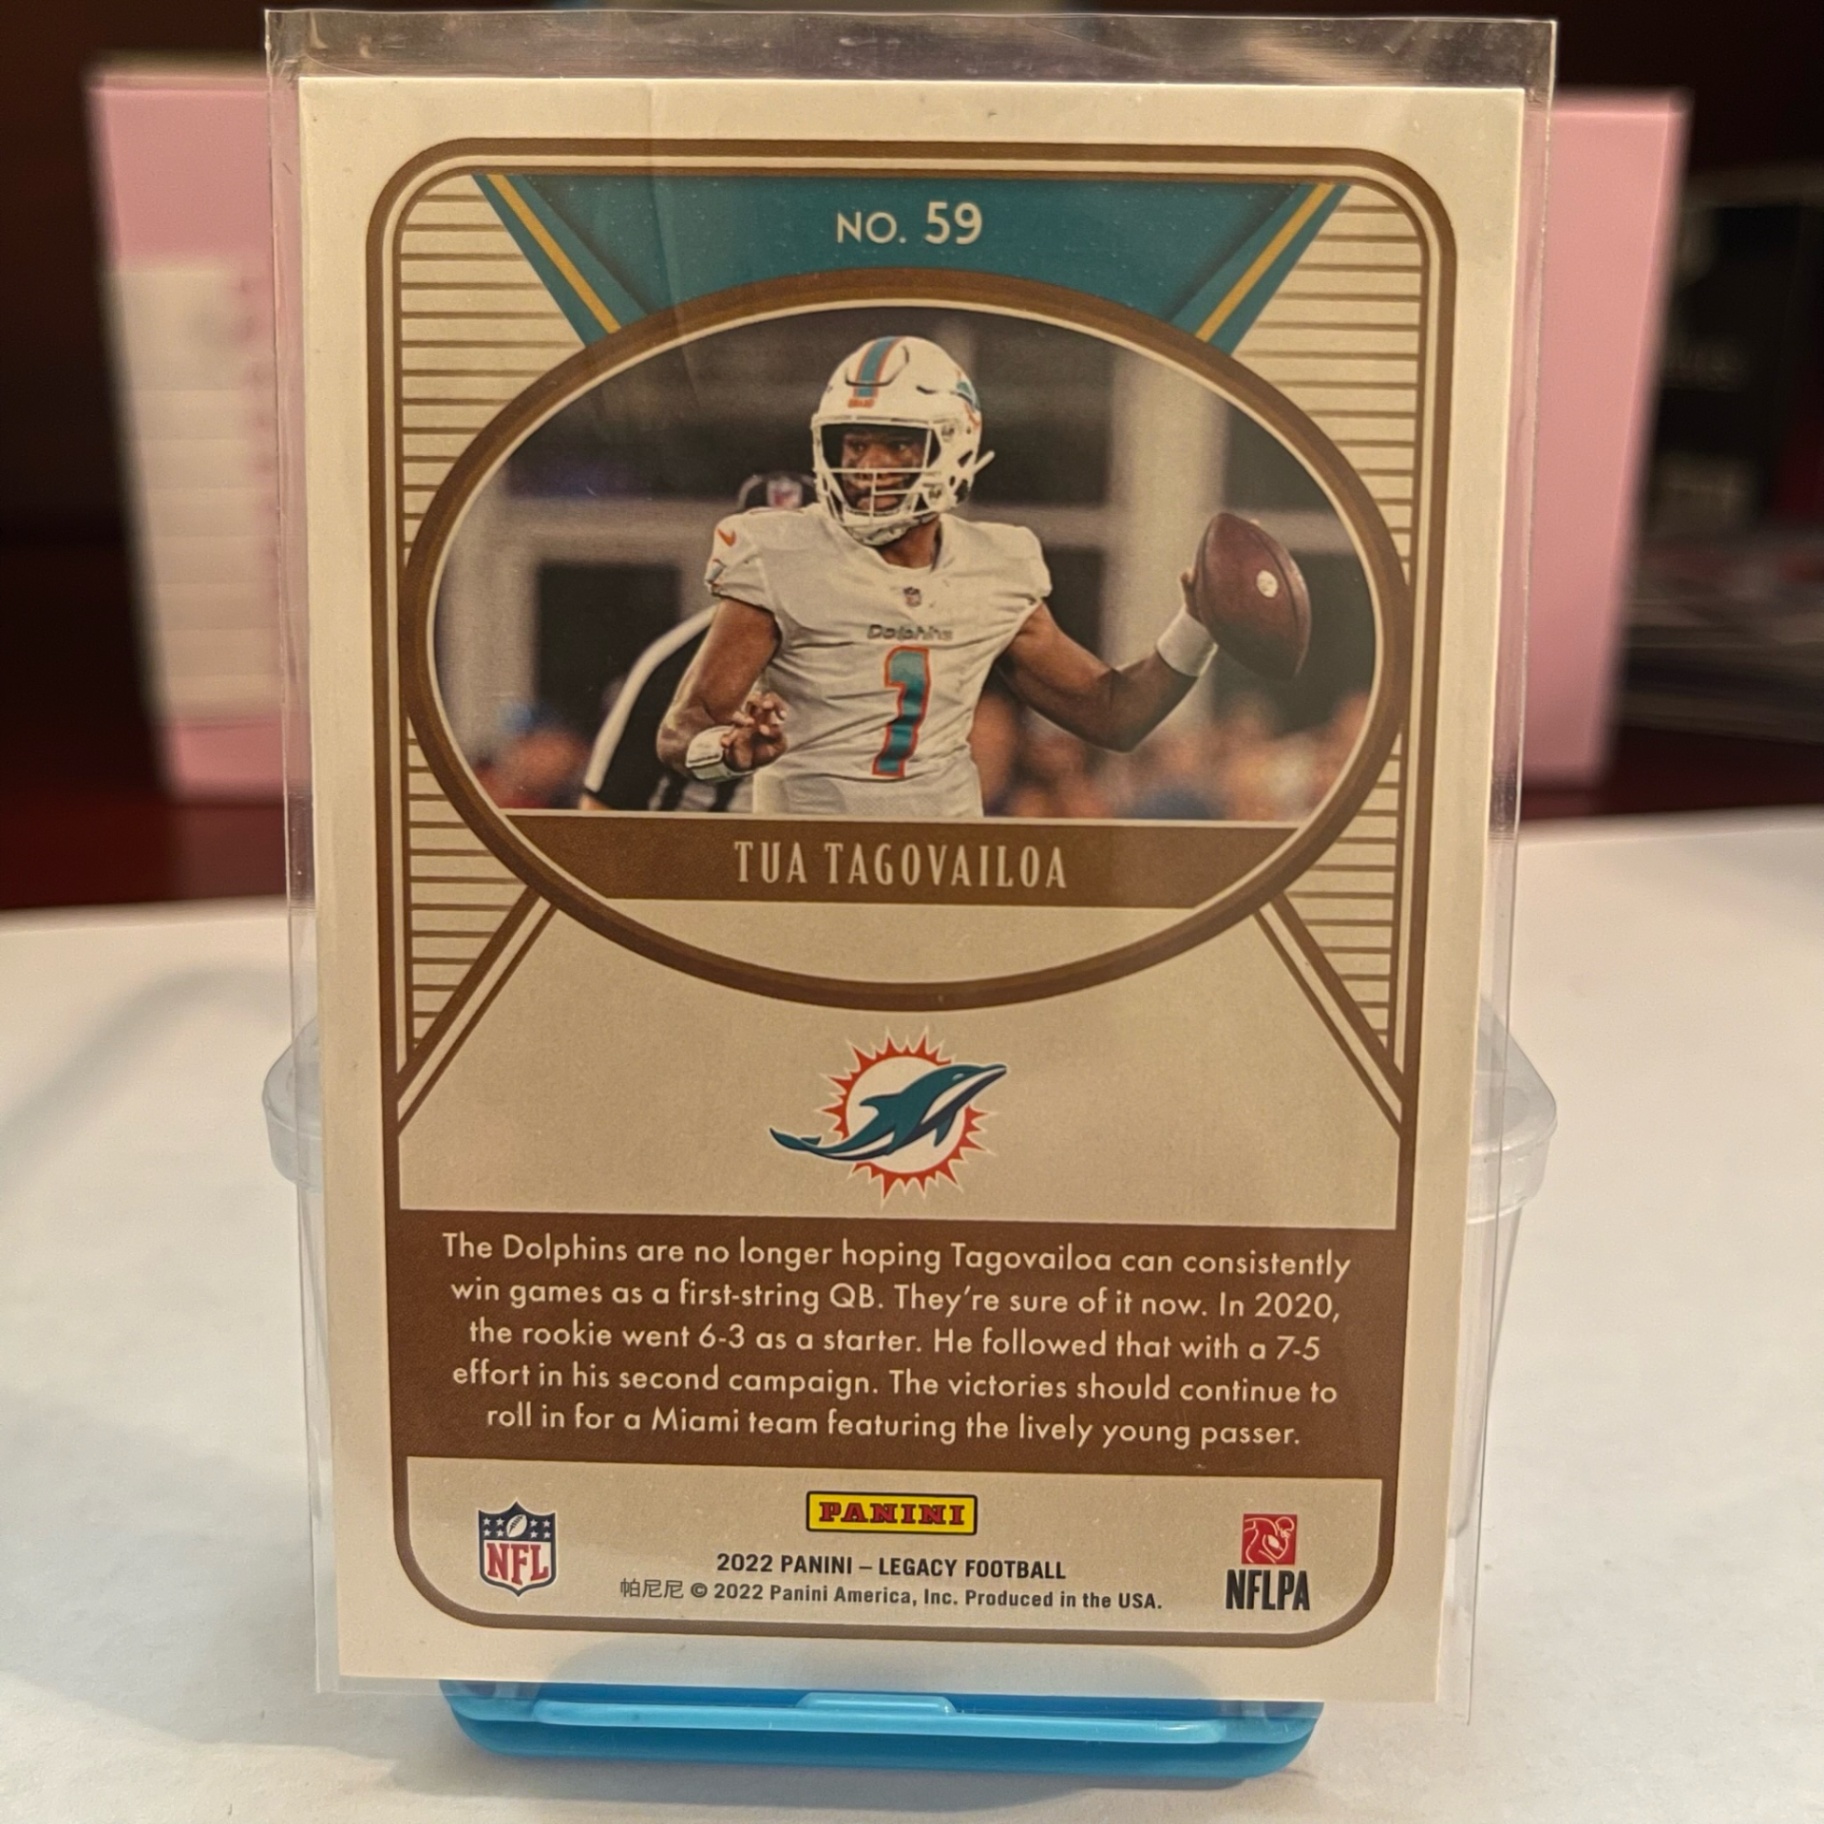 NO. 59
Dolphins
1
TUA TAGOVAILOA
The Dolphins are no longer hoping Tagovailoa can consistently
win games as a first-string QB. They're sure of it now. In 2020,
the rookie went 6-3 as a starter. He followed that with a 7-5
effort in his second campaign. The victories should continue to
roll in for a Miami team featuring the lively young passer.
NFL
PANINI
2022 PANINI – LEGACY FOOTBALL
帕尼尼 © 2022 Panini America, Inc. Produced in the USA.
NFLPA